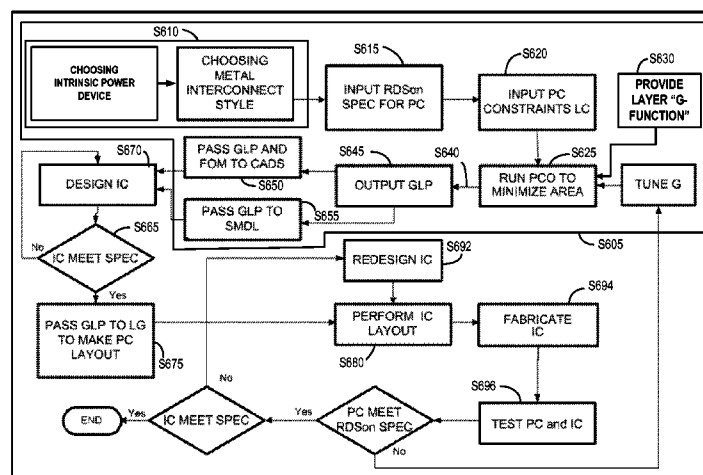 S610
CHOOSING
INTRINSIC POWER
DEVICE
CHOOSING
METAL
INTERCONNECT
STYLE
S615
INPUT RDSon
SPEC FOR PC
S620
INPUT PC
CONSTRAINTS LC
S630
PROVIDE
LAYER "G-
FUNCTION"
S670
DESIGN IC
PASS GLP AND
FOM TO CADS
S650
S645
OUTPUT GLP
S640
S625
RUN PCO TO
MINIMIZE AREA
TUNE G
S655
PASS GLP TO
SMDL
S605
S665
No
IC MEET SPEC
Yes
S692
REDESIGN IC
PASS GLP TO LG
TO MAKE PC
LAYOUT
S675
PERFORM IC
LAYOUT
S680
S694
FABRICATE
IC
No
END
Yes
IC MEET SPEC
Yes
PC MEET
RDSon SPEC
No
S696
TEST PC and IC